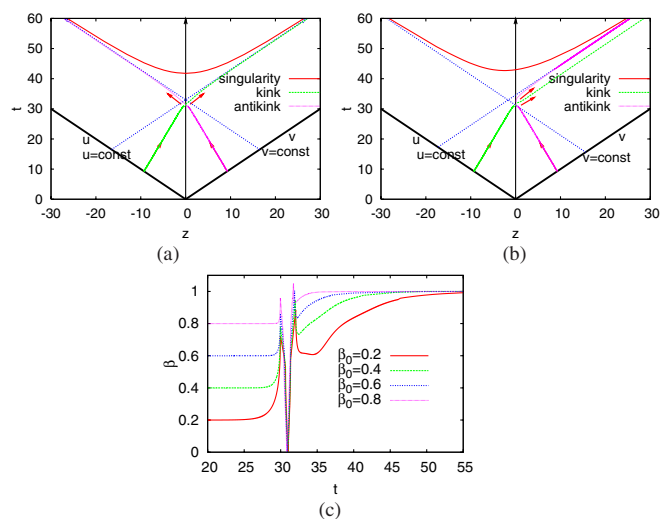 60
50
40
30
20
10
0
t
-30 -20 -10 0 10 20 30
z
singularity
kink
antikink
u
u=const
v
v=const
(a)
60
50
40
30
20
10
0
t
-30 -20 -10 0 10 20 30
z
singularity
kink
antikink
u
u=const
v
v=const
(b)
1
0.8
0.6
0.4
0.2
0
β
20 25 30 35 40 45 50 55
t
β0=0.2
β0=0.4
β0=0.6
β0=0.8
(c)